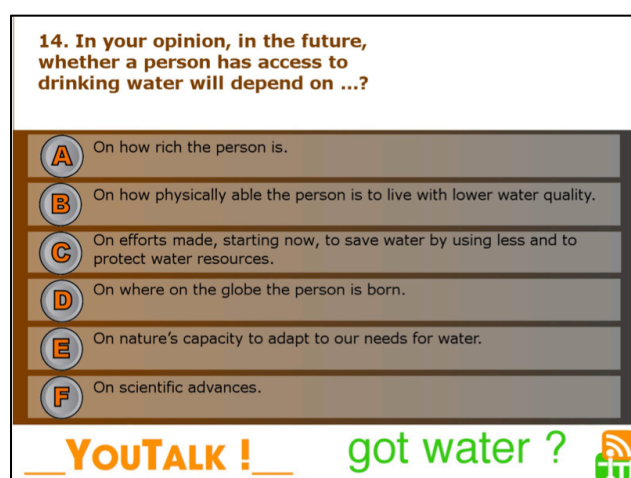 14. In your opinion, in the future,
whether a person has access to
drinking water will depend on ...?
A On how rich the person is.
B On how physically able the person is to live with lower water quality.
C On efforts made, starting now, to save water by using less and to
protect water resources.
D On where on the globe the person is born.
E On nature's capacity to adapt to our needs for water.
F On scientific advances.
__YOUTALK !__ got water ?